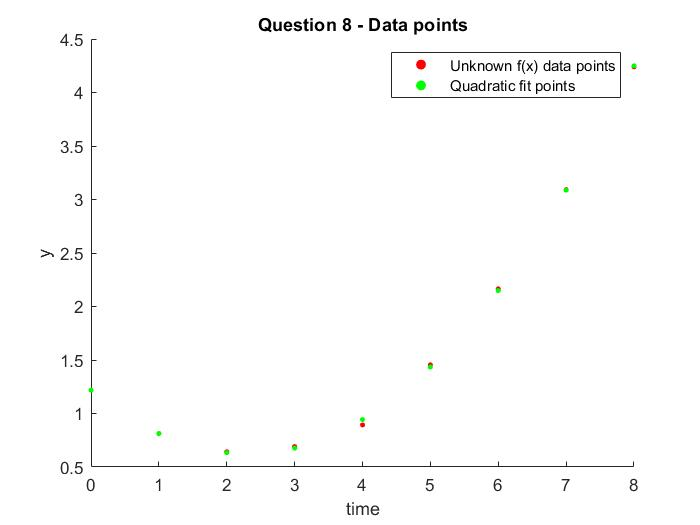 Question 8 - Data points
Unknown f(x) data points
Quadratic fit points
4.5
4
3.5
3
2.5
2
1.5
1
0.5
y
0 1 2 3 4 5 6 7 8
time